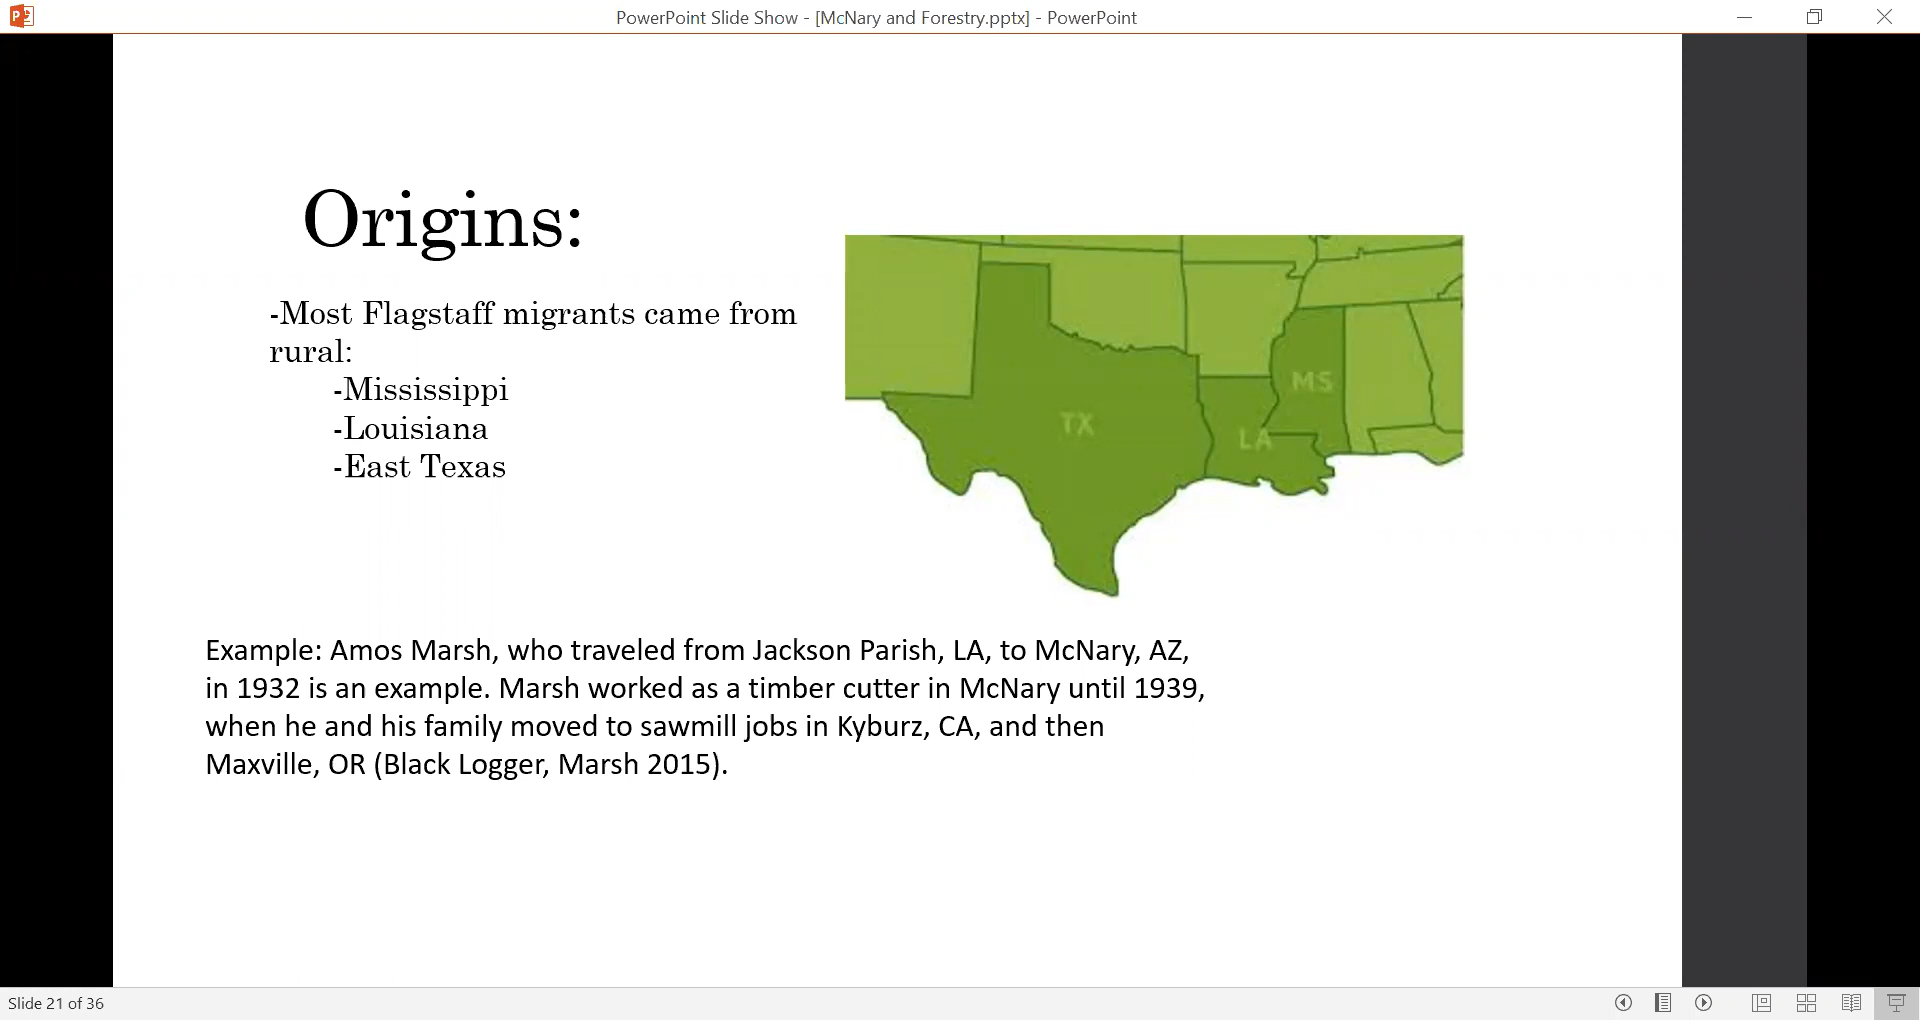 PowerPoint Slide Show - [McNary and Forestry.pptx] - PowerPoint
Origins:
-Most Flagstaff migrants came from
rural:
-Mississippi
-Louisiana
-East Texas
TX
LA
MS
Example: Amos Marsh, who traveled from Jackson Parish, LA, to McNary, AZ,
in 1932 is an example. Marsh worked as a timber cutter in McNary until 1939,
when he and his family moved to sawmill jobs in Kyburz, CA, and then
Maxville, OR (Black Logger, Marsh 2015).
Slide 21 of 36